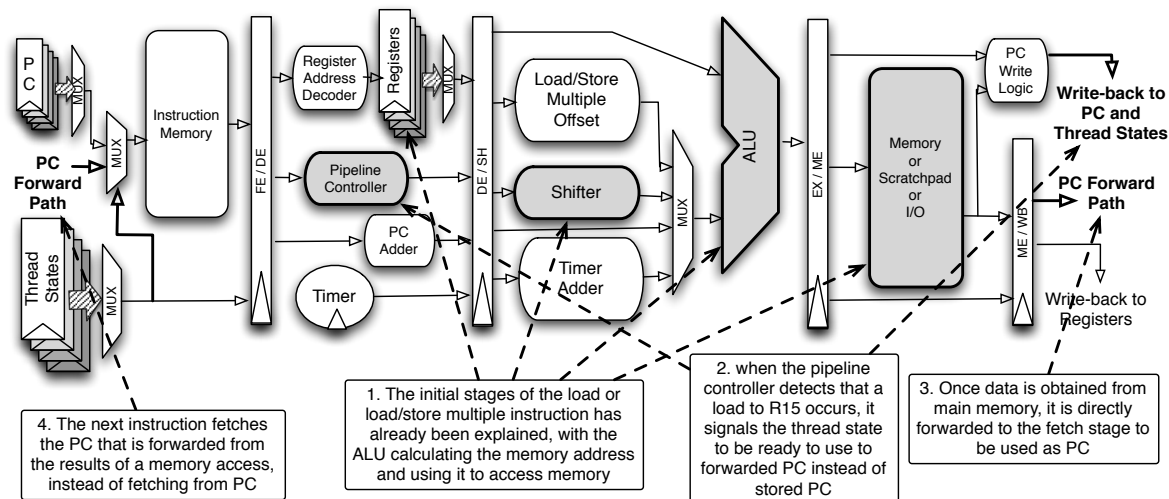 PC
MUX
MUX
PC
Forward
Path
Thread
States
MUX
Instruction
Memory
FE / DE
Register
Address
Decoder
Registers
MUX
Pipeline
Controller
PC
Adder
Timer
DE / SH
Load/Store
Multiple
Offset
Shifter
Timer
Adder
MUX
ALU
EX / ME
Memory
or
Scratchpad
or
I/O
PC
Write
Logic
ME / WB
Write-back to
PC and
Thread States
PC Forward
Path
Write-back to
Registers
4. The next instruction fetches
the PC that is forwarded from
the results of a memory access,
instead of fetching from PC
1. The initial stages of the load or
load/store multiple instruction has
already been explained, with the
ALU calculating the memory address
and using it to access memory
2. when the pipeline
controller detects that a
load to R15 occurs, it
signals the thread state
to be ready to use to
forwarded PC instead of
stored PC
3. Once data is obtained from
main memory, it is directly
forwarded to the fetch stage to
be used as PC